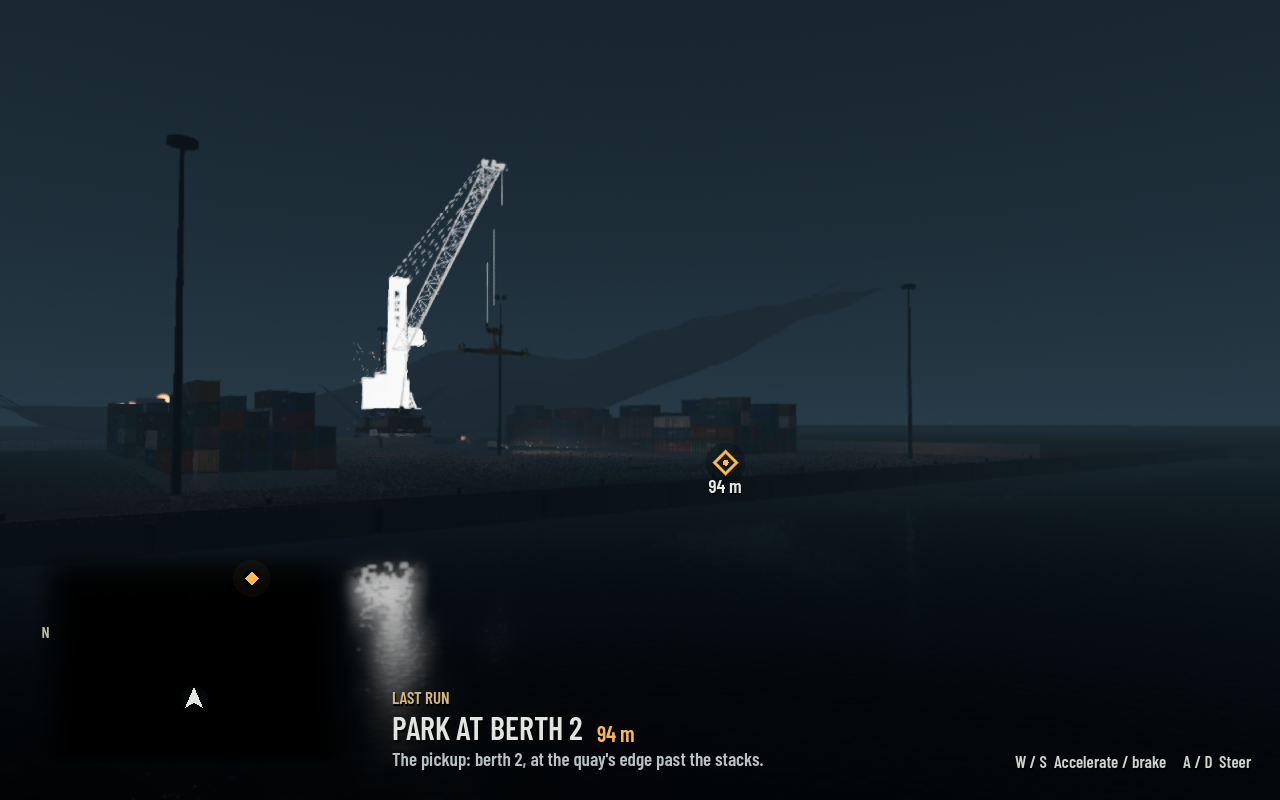 94 m
N
LAST RUN
PARK AT BERTH 2 94 m
The pickup: berth 2, at the quay's edge past the stacks.
W / S Accelerate / brake A / D Steer